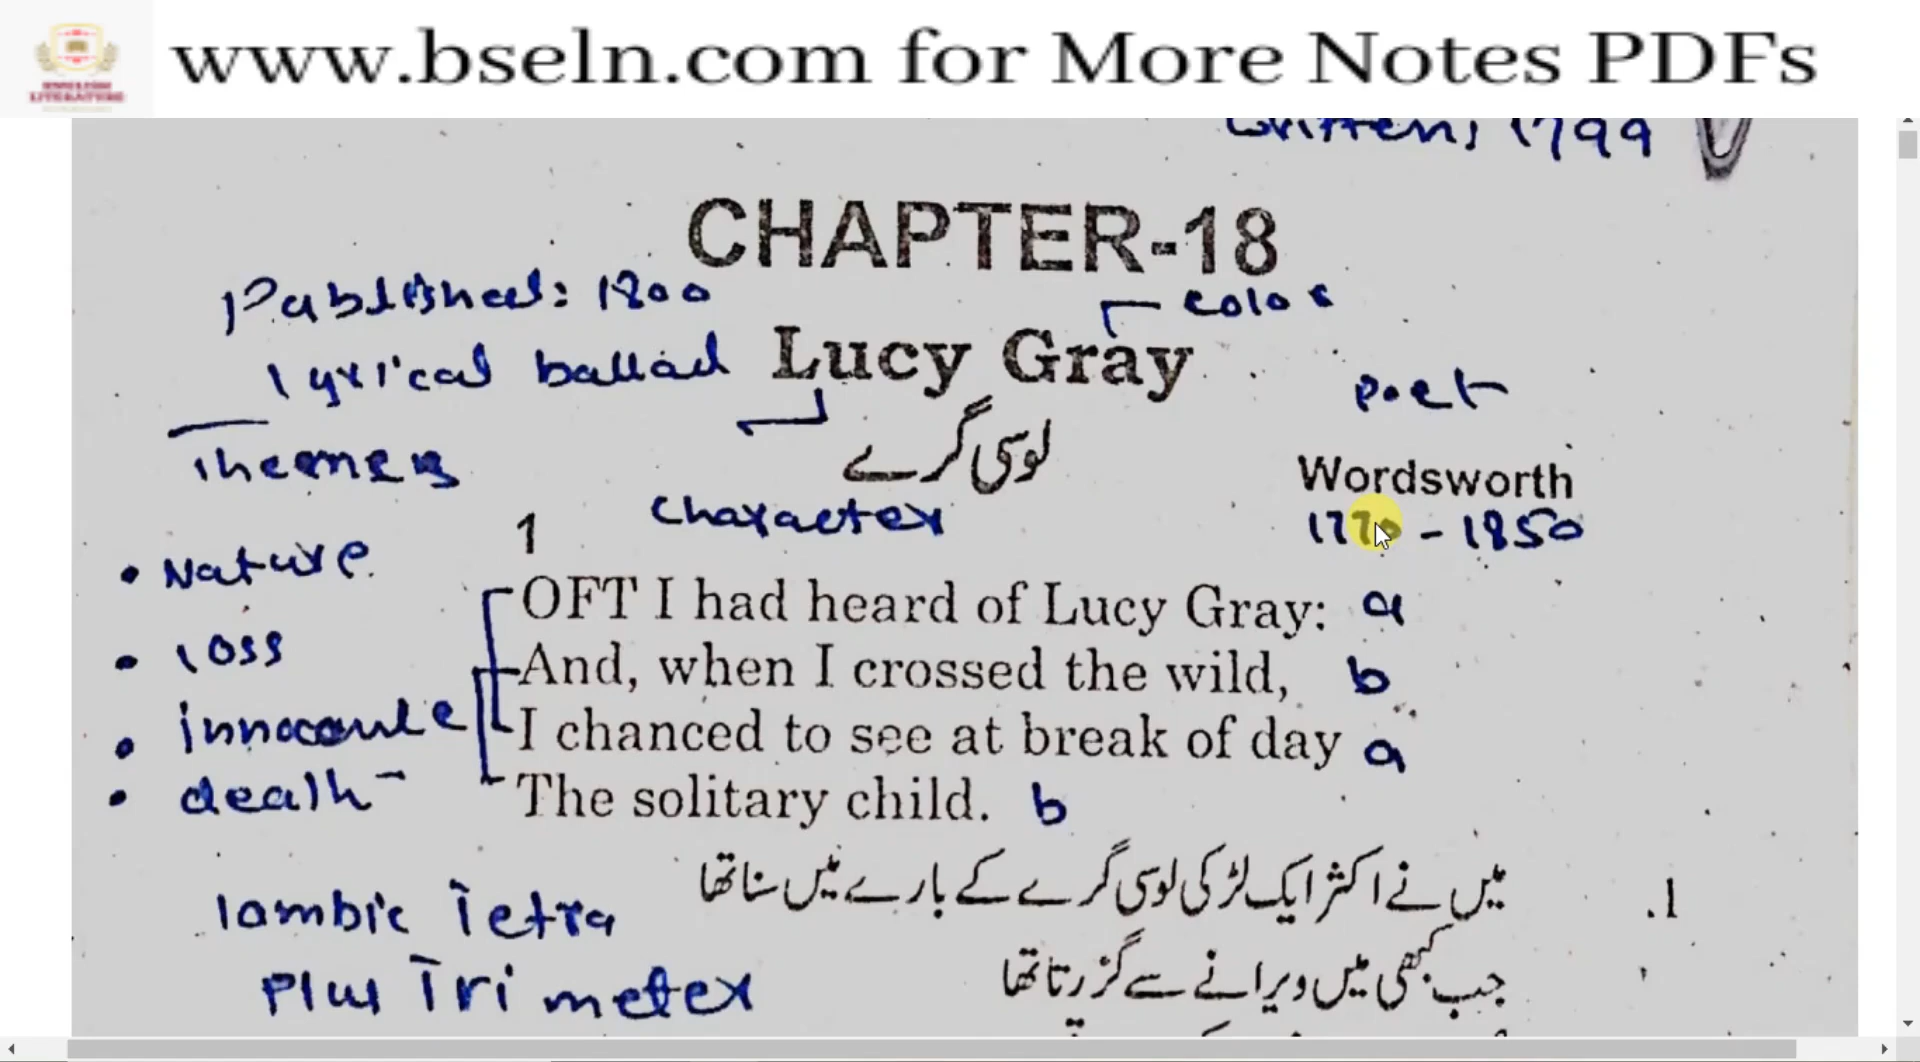 www.bseln.com for More Notes PDFs
ENGLISH
LITERATURE
written, 1799
CHAPTER-18
Published: 1800
color
Lyrical ballad
Lucy Gray
poet
لوسی گرے
Themes
Wordsworth
Character
1770 - 1850
1
• Nature
OFT I had heard of Lucy Gray: a
• loss
And, when I crossed the wild, b
• innocence
I chanced to see at break of day a
• death
The solitary child. b
1. میں نے اکثر ایک لڑکی لوسی گرے کے بارے میں سنا تھا
Iambic Tetra
جب کبھی میں ویرانے سے گزرتا تھا
Plus Tri meter